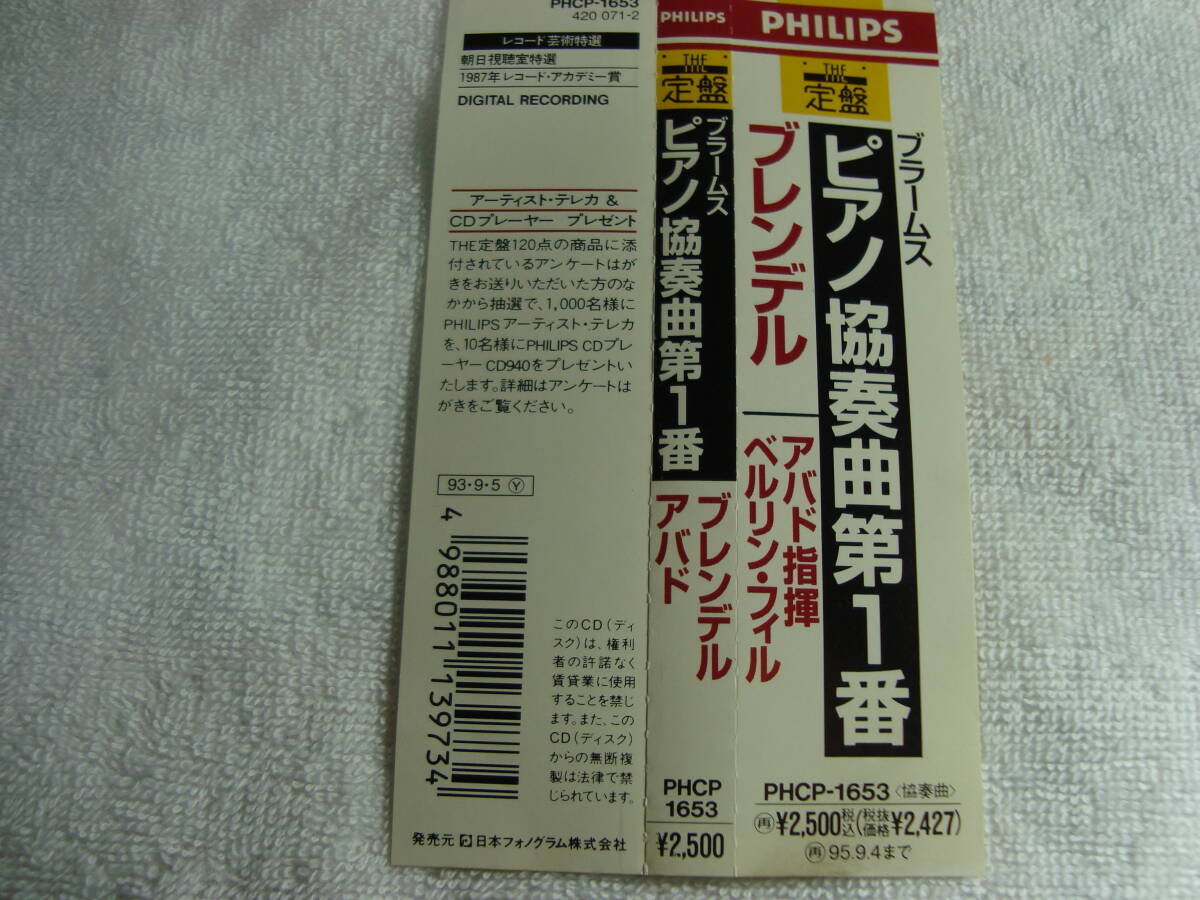 PHCP-1653
420 071-2
レコード芸術特選
朝日視聴室特選
1987年レコード・アカデミー賞
DIGITAL RECORDING
アーティスト・テレカ &
CDプレーヤー プレゼント
THE定盤120点の商品に添
付されているアンケートはが
きをお送りいただいた方のな
かから抽選で、1,000名様に
PHILIPSアーティスト・テレカ
を、10名様にPHILIPS CDプレ
ーヤーCD940をプレゼントい
たします。詳細はアンケートは
がきをご覧ください。
93・9・5 Ⓨ
4 988011 139734
このCD(ディ
スク)は、権利
者の許諾なく
賃貸業に使用
することを禁じ
ます。また、この
CD(ディスク)
からの無断複
製は法律で禁
じられています。
発売元 日本フォノグラム株式会社
PHILIPS
THE
定盤
ブラームス
ピアノ協奏曲第1番
ブレンデル
アバド
PHCP
1653
¥2,500
PHILIPS
THE
定盤
ブラームス
ピアノ協奏曲第1番
ブレンデル
アバド指揮
ベルリン・フィル
PHCP-1653〈協奏曲〉
㊢¥2,500税込(税抜価格¥2,427)
再95.9.4まで